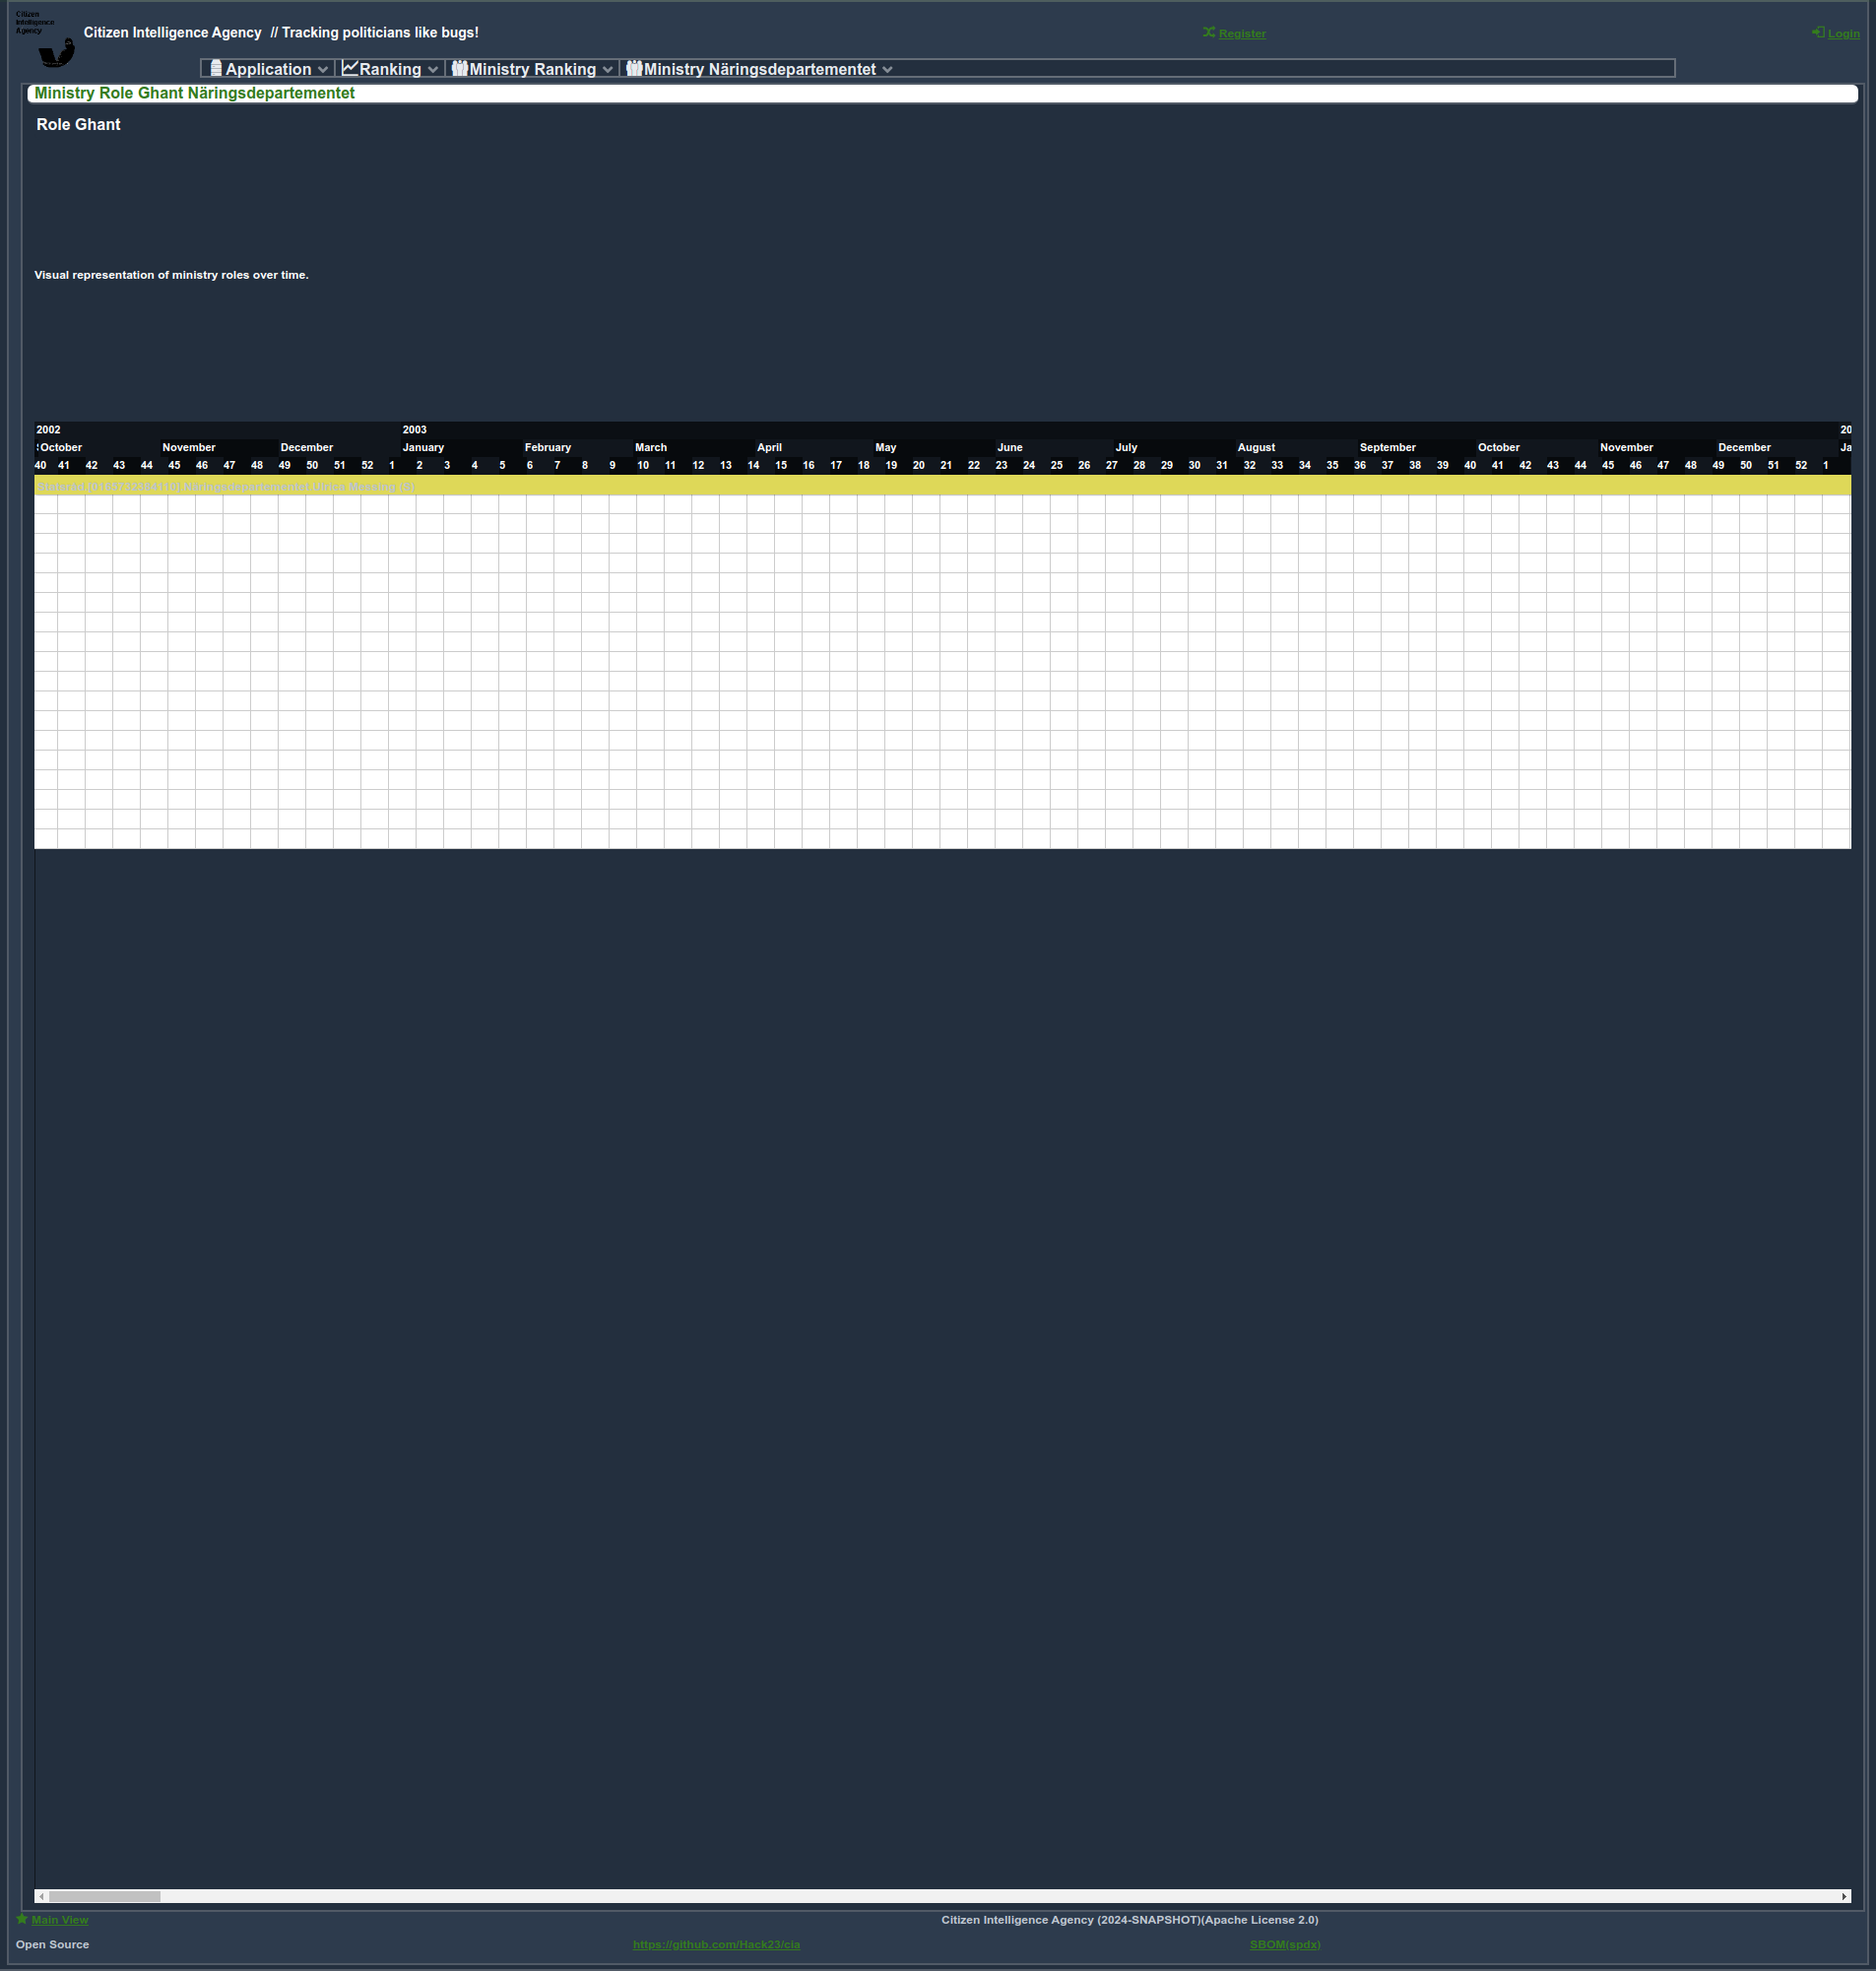 Citizen
Intelligence
Agency
Citizen Intelligence Agency // Tracking politicians like bugs!
Register
Login
Application Ranking Ministry Ranking Ministry Näringsdepartementet
Ministry Role Ghant Näringsdepartementet
Role Ghant
Visual representation of ministry roles over time.
2002 2003 20
October November December January February March April May June July August September October November December Ja
40 41 42 43 44 45 46 47 48 49 50 51 52 1 2 3 4 5 6 7 8 9 10 11 12 13 14 15 16 17 18 19 20 21 22 23 24 25 26 27 28 29 30 31 32 33 34 35 36 37 38 39 40 41 42 43 44 45 46 47 48 49 50 51 52 1
Näringsdepartementet.Ulrica Messing (S)
Main View
Citizen Intelligence Agency (2024-SNAPSHOT)(Apache License 2.0)
Open Source
https://github.com/Hack23/cia
SBOM(spdx)